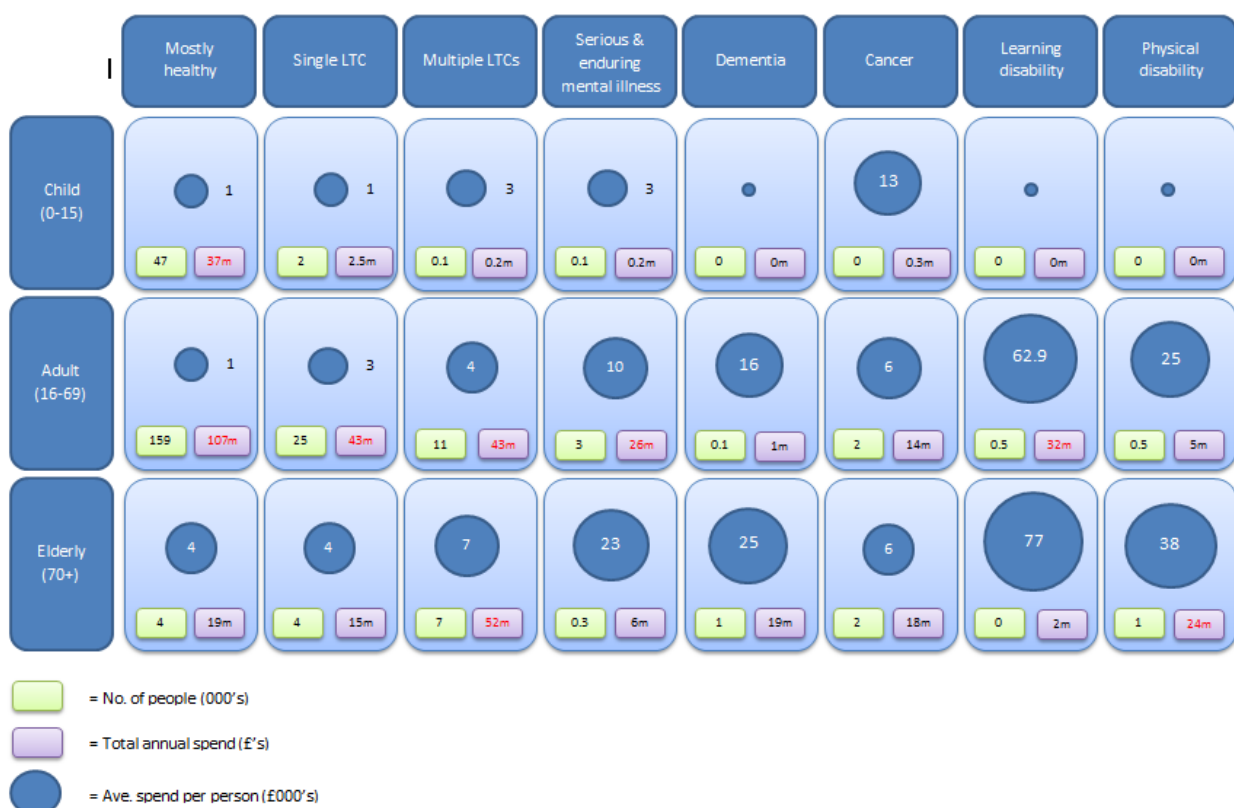 Mostly
healthy
Single LTC
Multiple LTCs
Serious &
enduring
mental illness
Dementia
Cancer
Learning
disability
Physical
disability
Child
(0-15)
1
1
3
3
13
47
37m
2
2.5m
0.1
0.2m
0.1
0.2m
0
0m
0
0.3m
0
0m
0
0m
Adult
(16-69)
1
3
4
10
16
6
62.9
25
159
107m
25
43m
11
43m
3
26m
0.1
1m
2
14m
0.5
32m
0.5
5m
Elderly
(70+)
4
4
7
23
25
6
77
38
4
19m
4
15m
7
52m
0.3
6m
1
19m
2
18m
0
2m
1
24m
= No. of people (000's)
= Total annual spend (£'s)
= Ave. spend per person (£000's)